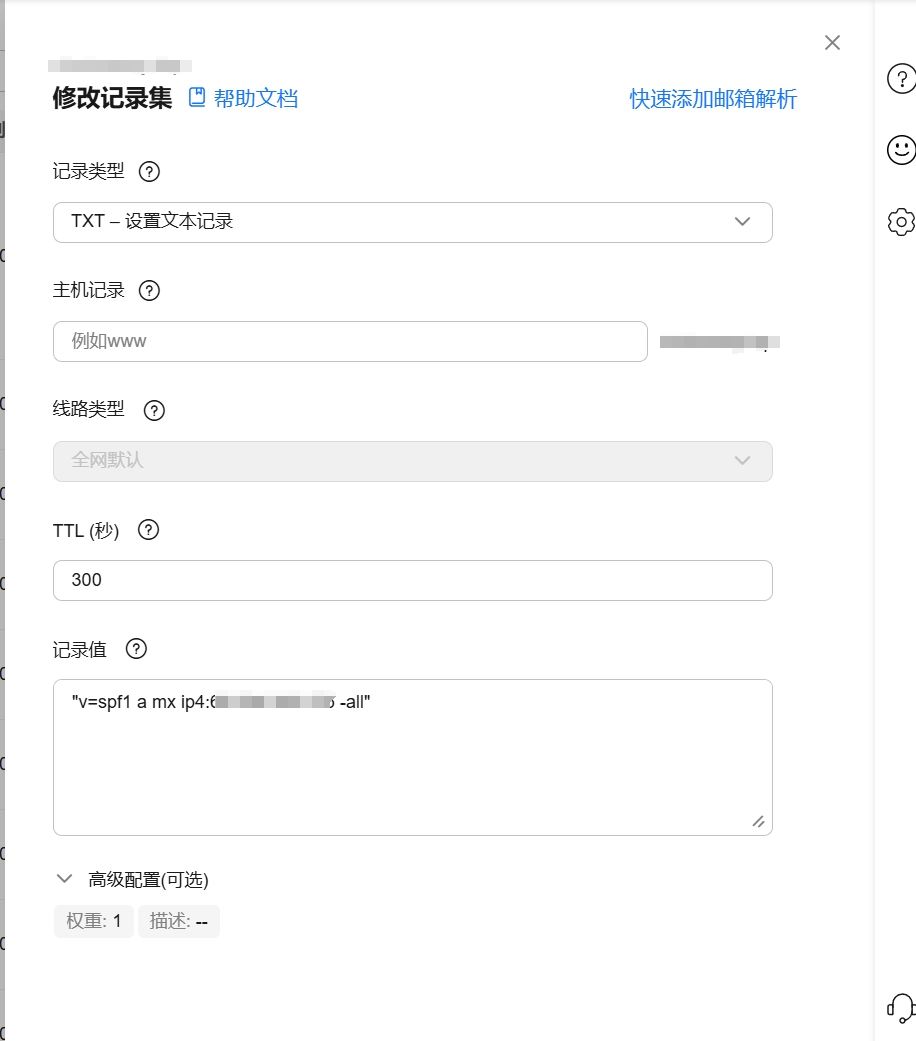 修改记录集 帮助文档 快速添加邮箱解析
记录类型
TXT – 设置文本记录
主机记录
例如www
线路类型
全网默认
TTL (秒)
300
记录值
"v=spf1 a mx ip4: -all"
高级配置(可选)
权重: 1 描述: --